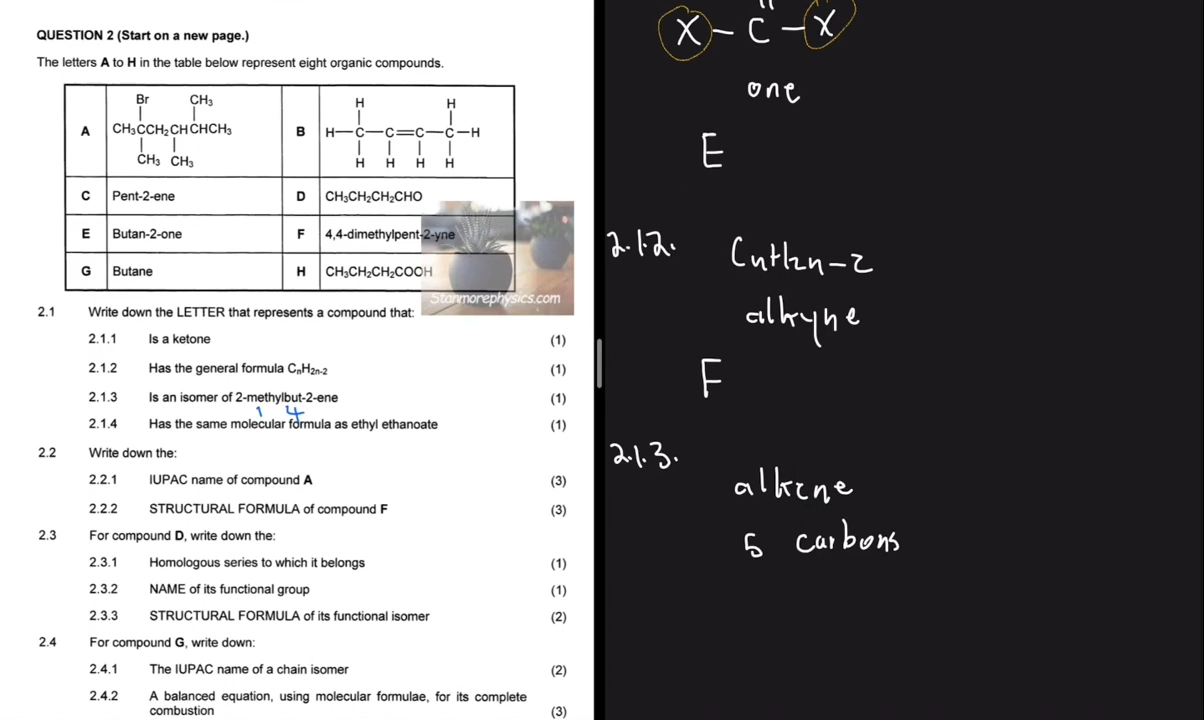 QUESTION 2 (Start on a new page.)
The letters A to H in the table below represent eight organic compounds.
Br CH₃
A CH₃CCH₂CHCHCH₃
CH₃ CH₃
H H
B H—C—C=C—C—H
H H H H
C Pent-2-ene D CH₃CH₂CH₂CHO
E Butan-2-one F 4,4-dimethylpent-2-yne
G Butane H CH₃CH₂CH₂COOH
Stanmorephysics.com
2.1 Write down the LETTER that represents a compound that:
2.1.1 Is a ketone (1)
2.1.2 Has the general formula CₙH₂ₙ₋₂ (1)
2.1.3 Is an isomer of 2-methylbut-2-ene (1)
1 4
2.1.4 Has the same molecular formula as ethyl ethanoate (1)
2.2 Write down the:
2.2.1 IUPAC name of compound A (3)
2.2.2 STRUCTURAL FORMULA of compound F (3)
2.3 For compound D, write down the:
2.3.1 Homologous series to which it belongs (1)
2.3.2 NAME of its functional group (1)
2.3.3 STRUCTURAL FORMULA of its functional isomer (2)
2.4 For compound G, write down:
2.4.1 The IUPAC name of a chain isomer (2)
2.4.2 A balanced equation, using molecular formulae, for its complete
combustion (3)
X – C – X
one
E
2.1.2. CnH2n-2
alkyne
F
2.1.3.
alkene
5 carbons